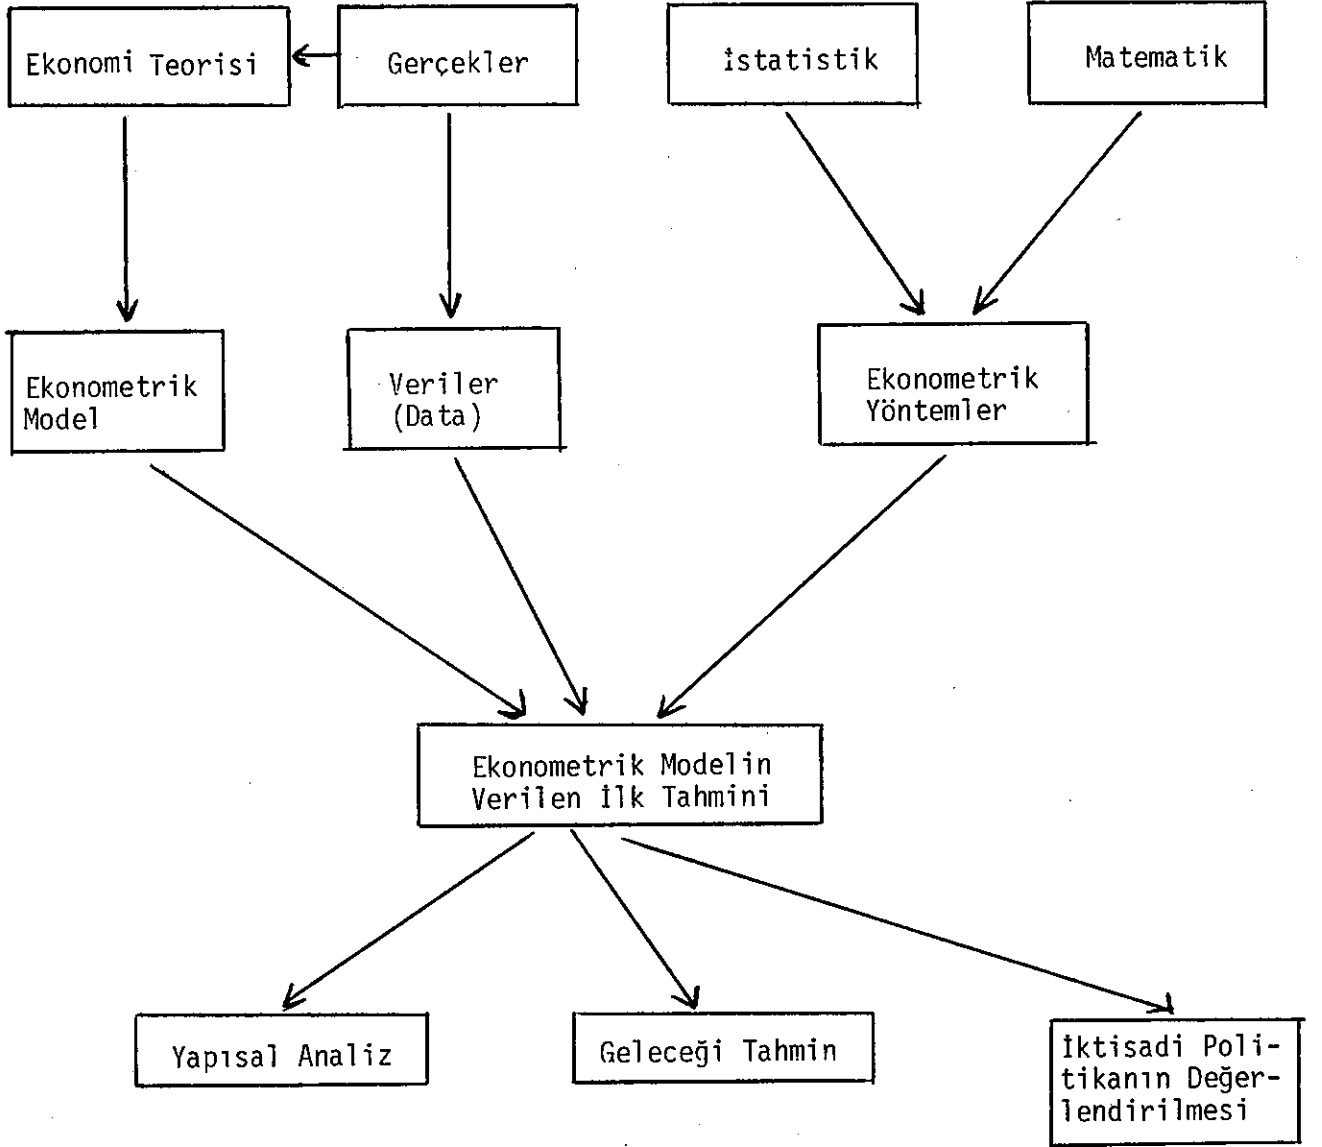 Ekonomi Teorisi
Gerçekler
İstatistik
Matematik
Ekonometrik
Model
Veriler
(Data)
Ekonometrik
Yöntemler
Ekonometrik Modelin
Verilen İlk Tahmini
Yapısal Analiz
Geleceği Tahmin
İktisadi Poli-
tikanın Değer-
lendirilmesi